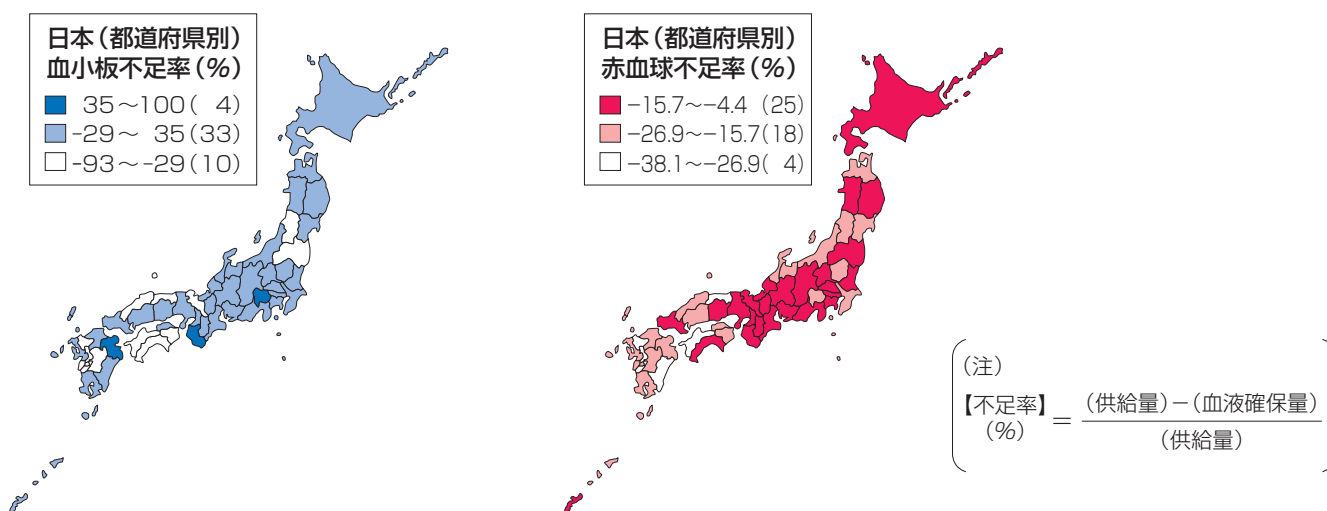 日本（都道府県別）
血小板不足率（%）
35～100（ 4）
-29～ 35（33）
-93～-29（10）
日本（都道府県別）
赤血球不足率（%）
−15.7～−4.4（25）
−26.9～−15.7（18）
−38.1～−26.9（ 4）
（注）
【不足率】（%）＝（供給量）−（血液確保量）
（供給量）